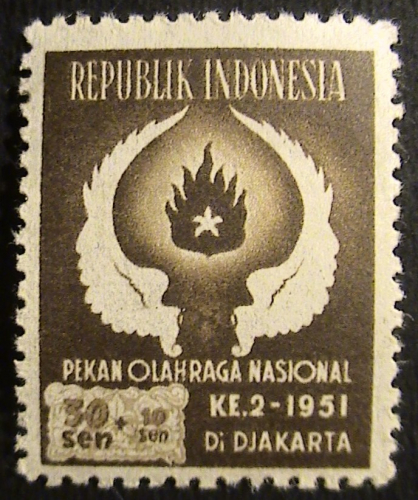 REPUBLIK INDONESIA
PEKAN OLAHRAGA NASIONAL
KE.2-1951
DI DJAKARTA
30 + 10
sen sen